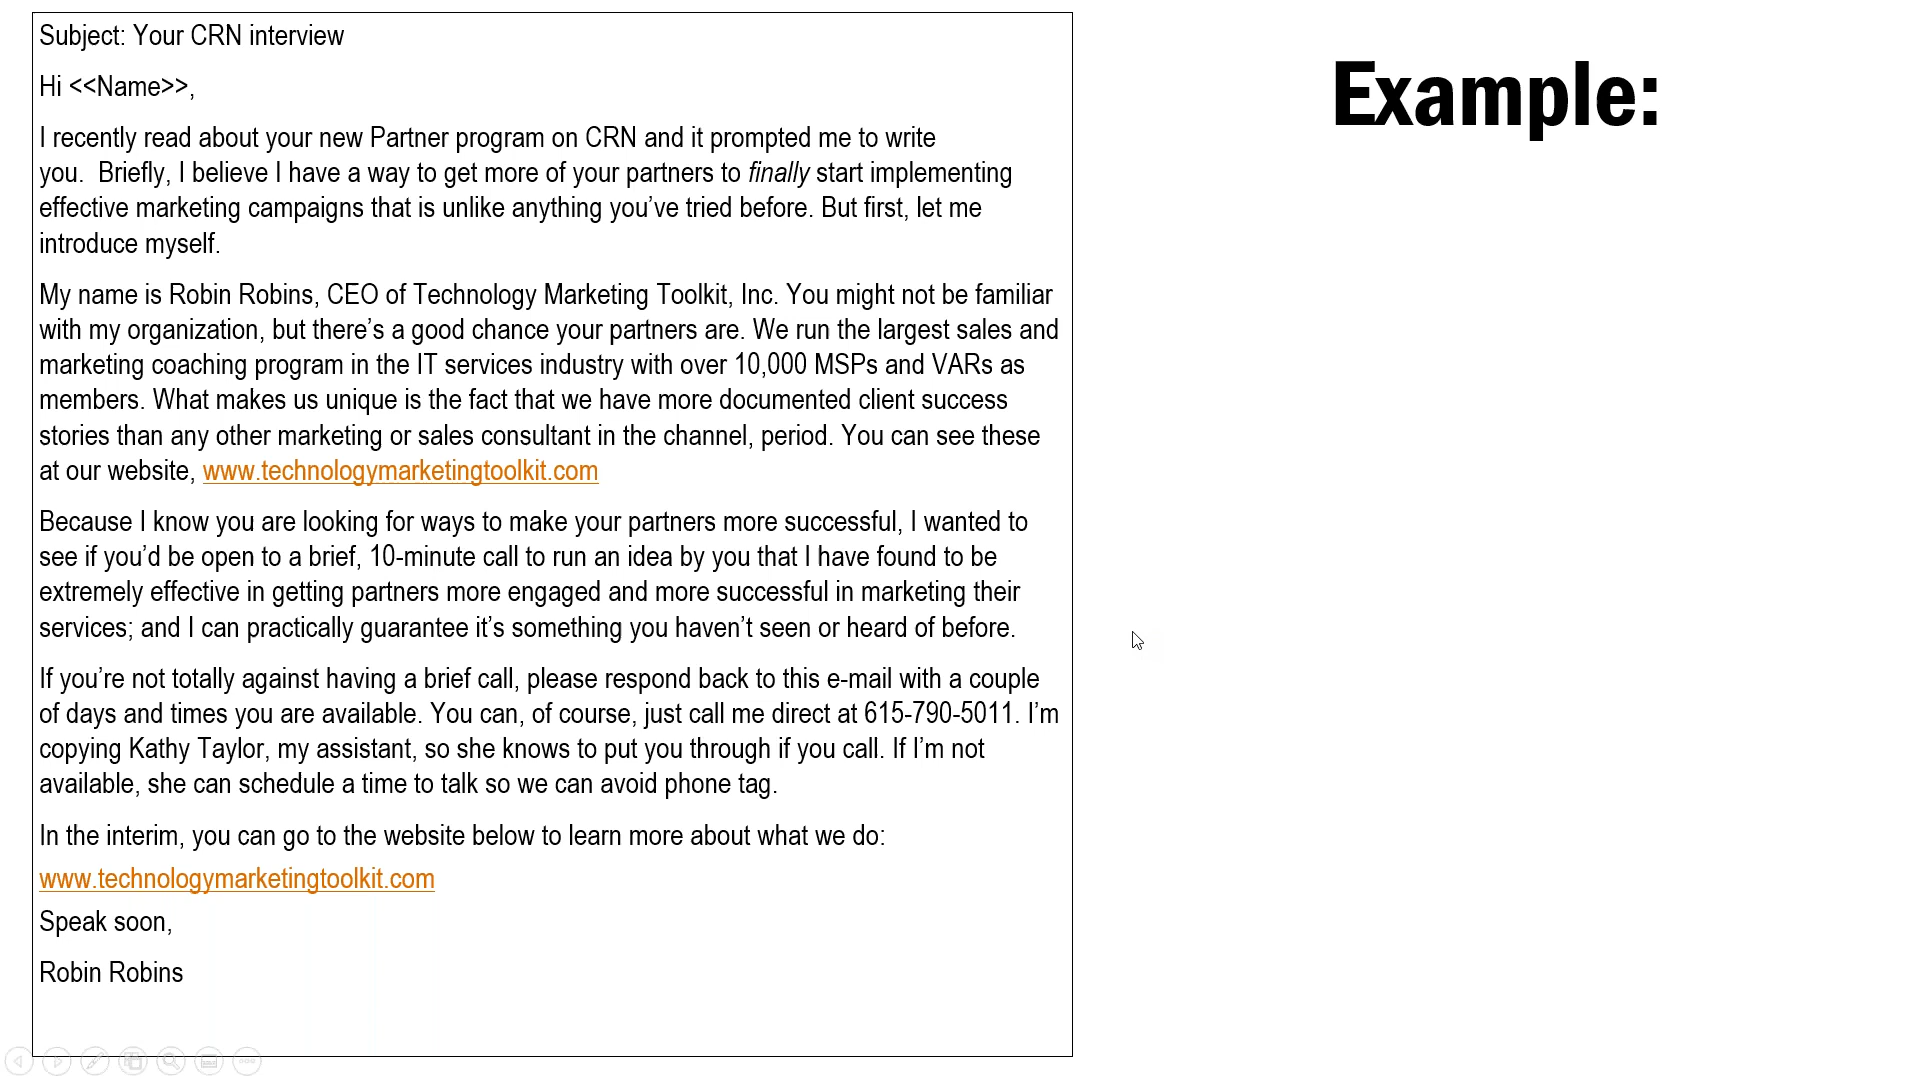 Subject: Your CRN interview
Hi <<Name>>,
I recently read about your new Partner program on CRN and it prompted me to write
you.  Briefly, I believe I have a way to get more of your partners to finally start implementing
effective marketing campaigns that is unlike anything you’ve tried before. But first, let me
introduce myself.
My name is Robin Robins, CEO of Technology Marketing Toolkit, Inc. You might not be familiar
with my organization, but there’s a good chance your partners are. We run the largest sales and
marketing coaching program in the IT services industry with over 10,000 MSPs and VARs as
members. What makes us unique is the fact that we have more documented client success
stories than any other marketing or sales consultant in the channel, period. You can see these
at our website, www.technologymarketingtoolkit.com
Because I know you are looking for ways to make your partners more successful, I wanted to
see if you’d be open to a brief, 10-minute call to run an idea by you that I have found to be
extremely effective in getting partners more engaged and more successful in marketing their
services; and I can practically guarantee it’s something you haven’t seen or heard of before.
If you’re not totally against having a brief call, please respond back to this e-mail with a couple
of days and times you are available. You can, of course, just call me direct at 615-790-5011. I’m
copying Kathy Taylor, my assistant, so she knows to put you through if you call. If I’m not
available, she can schedule a time to talk so we can avoid phone tag.
In the interim, you can go to the website below to learn more about what we do:
www.technologymarketingtoolkit.com
Speak soon,
Robin Robins
Example: